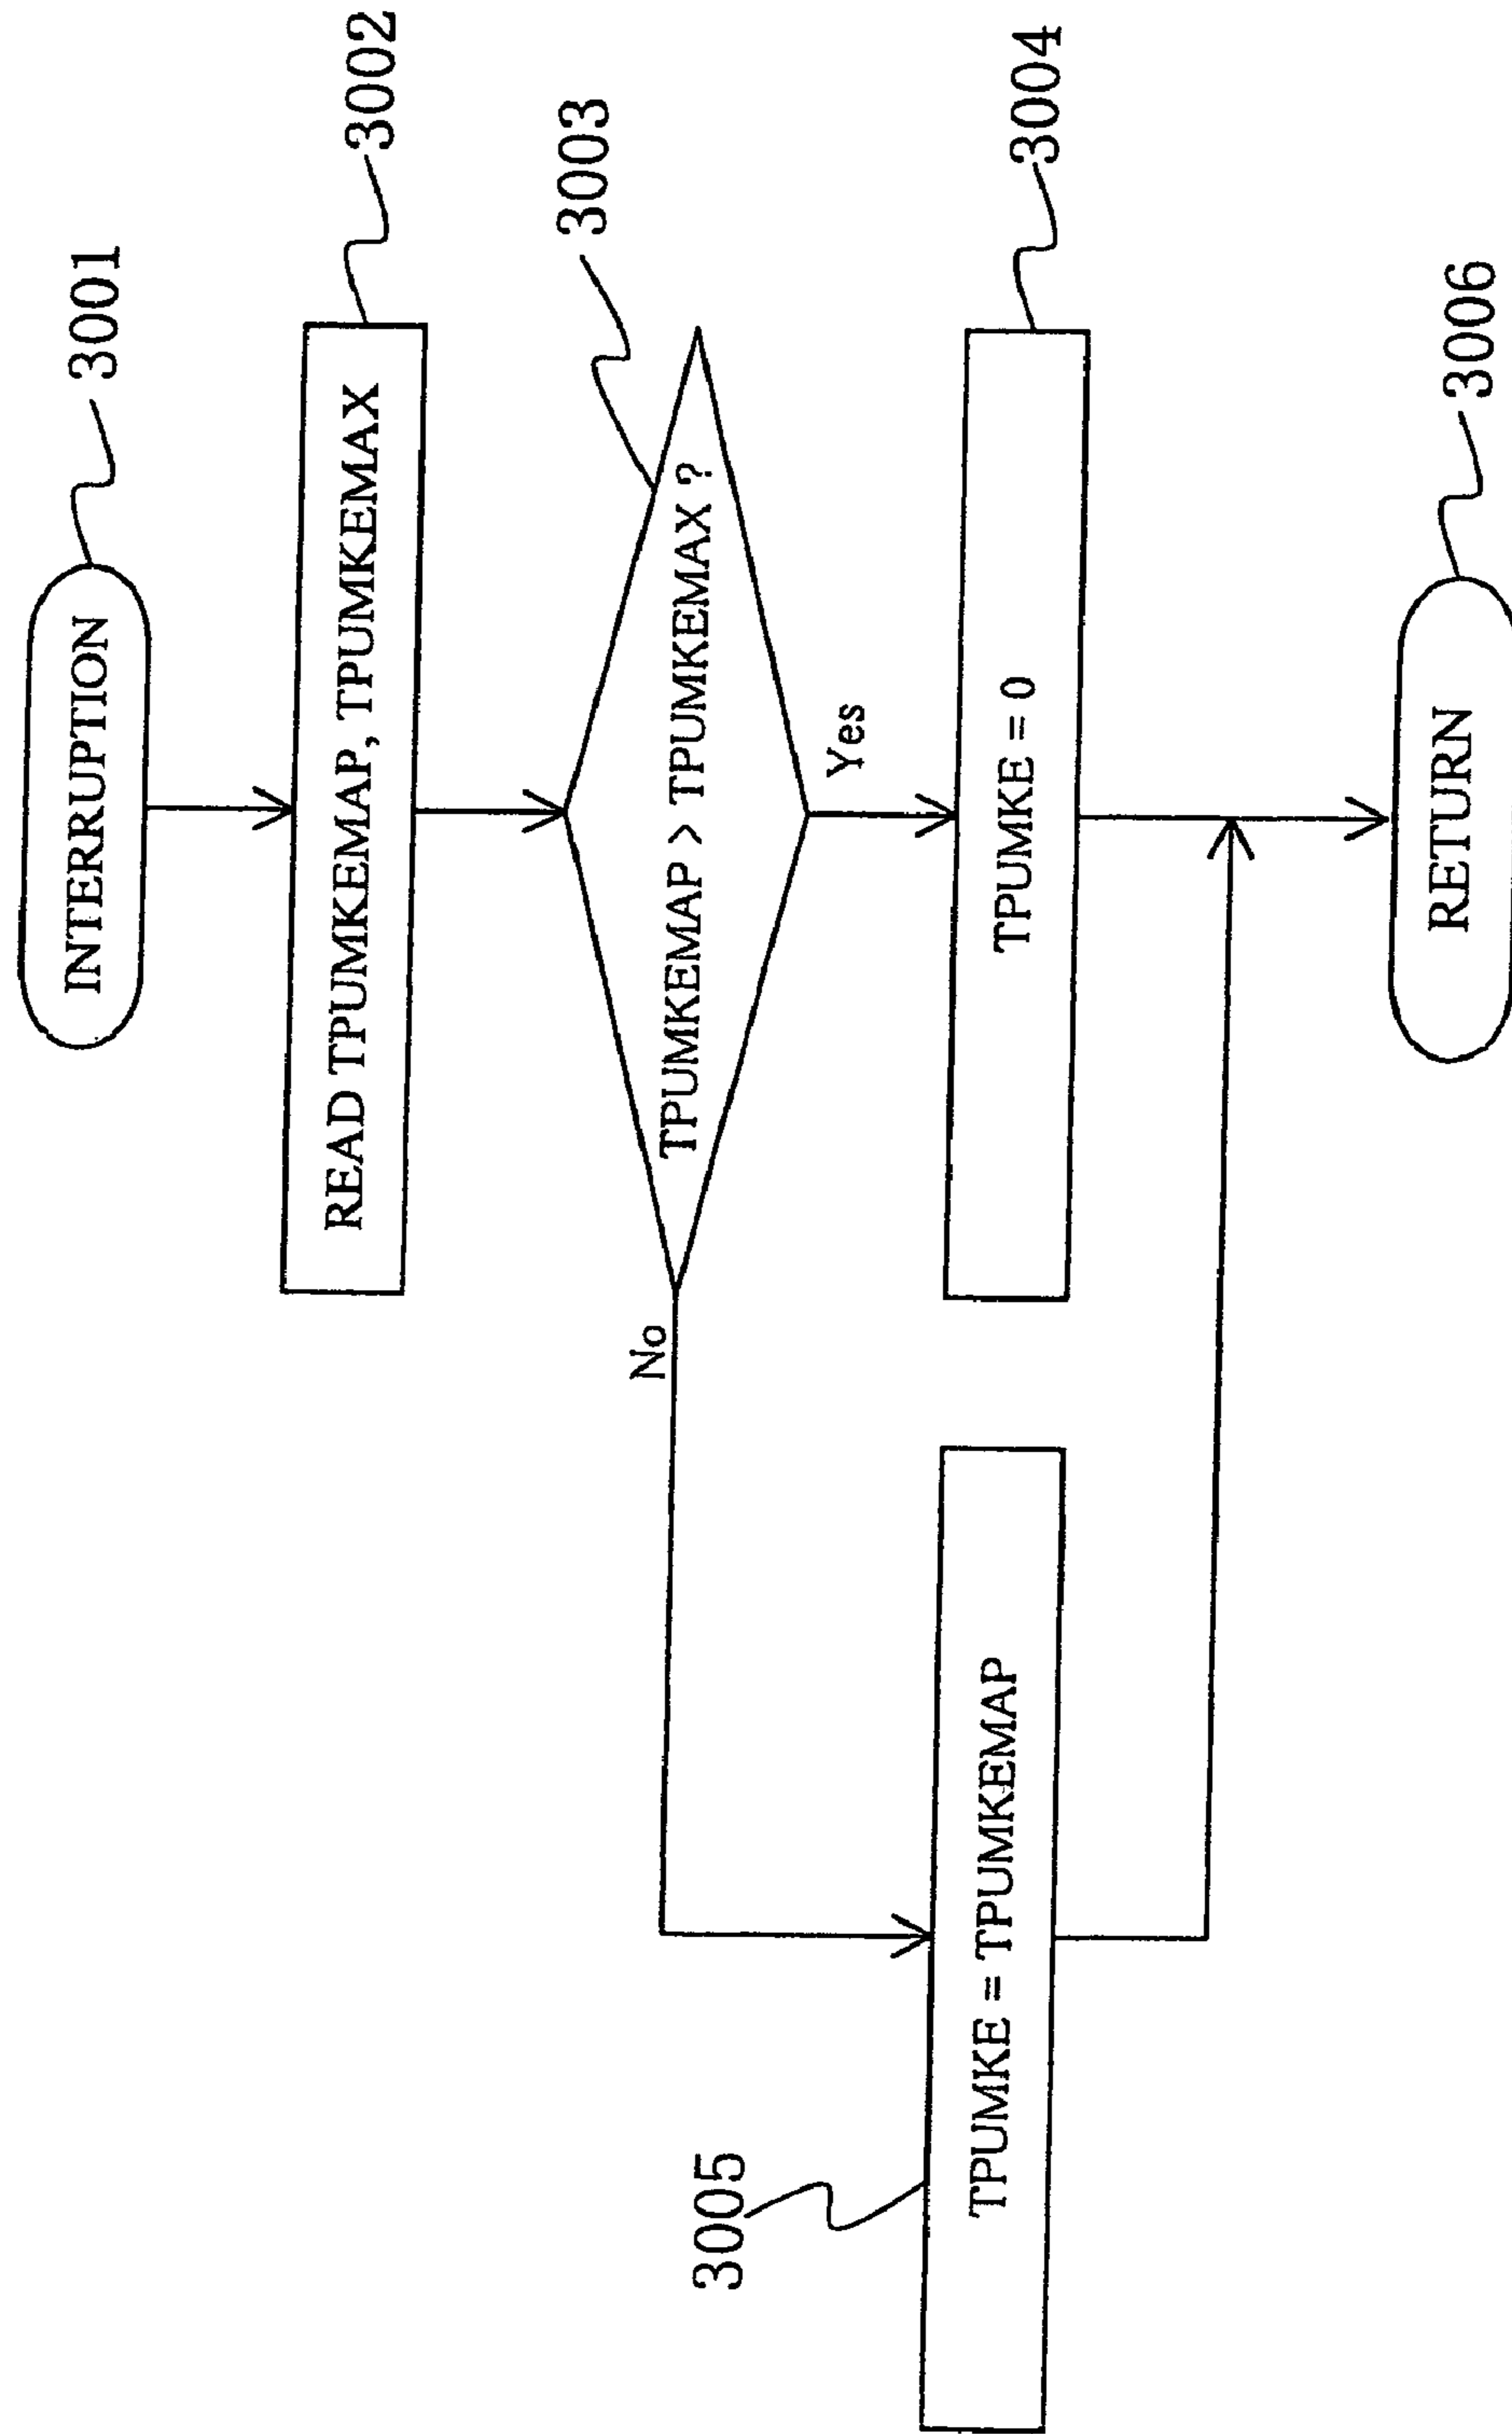 INTERRUPTION
3001
READ TPUMKEMAP, TPUMKEMAX
3002
TPUMKEMAP > TPUMKEMAX ?
3003
No
Yes
3005
TPUMKE = TPUMKEMAP
TPUMKE = 0
3004
RETURN
3006